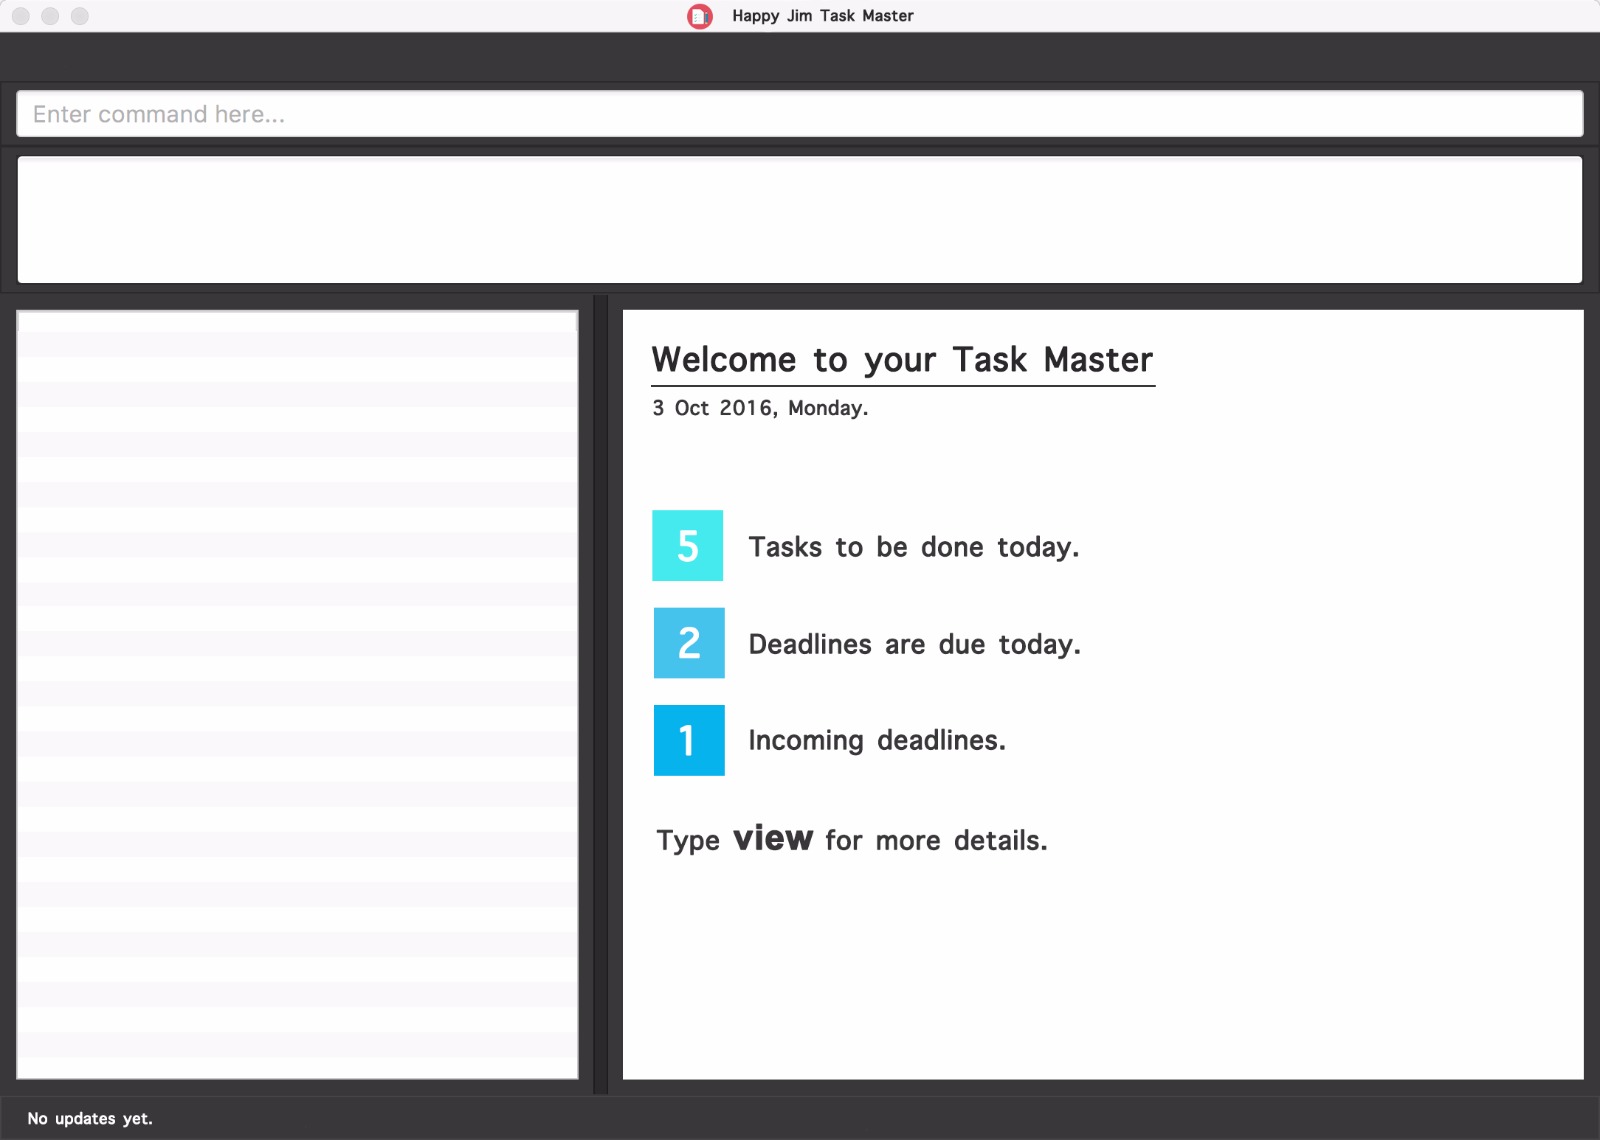 Happy Jim Task Master
Enter command here...
Welcome to your Task Master
3 Oct 2016, Monday.
5 Tasks to be done today.
2 Deadlines are due today.
1 Incoming deadlines.
Type view for more details.
No updates yet.